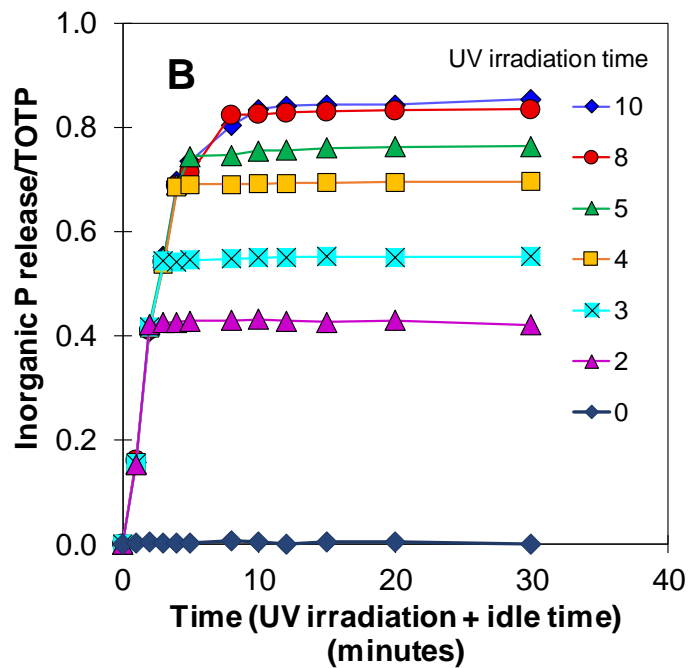 Inorganic P release/TOTP
1.0
0.8
0.6
0.4
0.2
0.0
B
UV irradiation time
10
8
5
4
3
2
0
0 10 20 30 40
Time (UV irradiation + idle time)
(minutes)